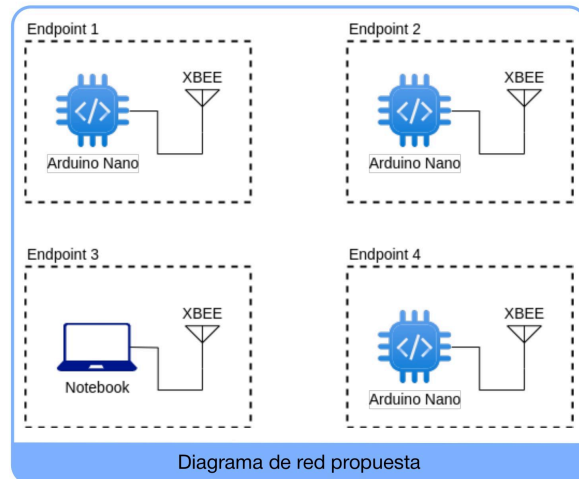 Endpoint 1
XBEE
</>
Arduino Nano
Endpoint 2
XBEE
</>
Arduino Nano
Endpoint 3
XBEE
Notebook
Endpoint 4
XBEE
</>
Arduino Nano
Diagrama de red propuesta